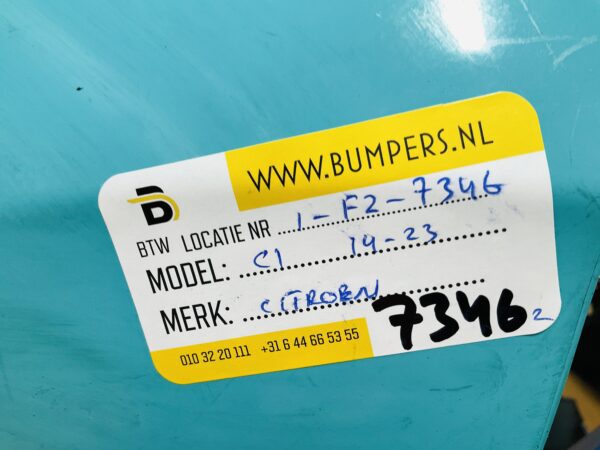 WWW.BUMPERS.NL
B
BTW LOCATIE NR 1-F2-7346
MODEL: C1 14-23
MERK: CITROEN
7346 2
010 32 20 111 +31 6 44 66 53 55